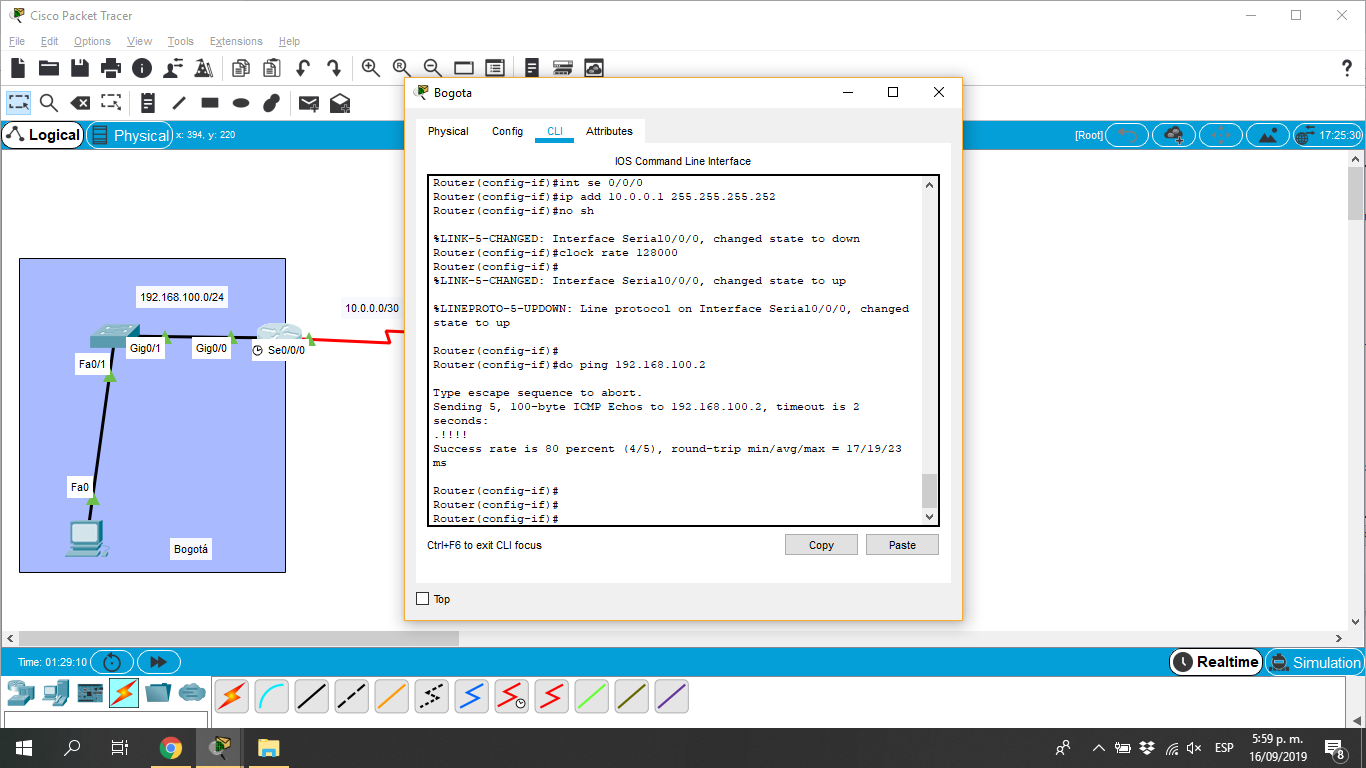 Cisco Packet Tracer
File Edit Options View Tools Extensions Help
Logical Physical x: 394, y: 220 [Root] 17:25:30
Bogota
Physical Config CLI Attributes
IOS Command Line Interface
Router(config-if)#int se 0/0/0
Router(config-if)#ip add 10.0.0.1 255.255.255.252
Router(config-if)#no sh
%LINK-5-CHANGED: Interface Serial0/0/0, changed state to down
Router(config-if)#clock rate 128000
Router(config-if)#
%LINK-5-CHANGED: Interface Serial0/0/0, changed state to up
%LINEPROTO-5-UPDOWN: Line protocol on Interface Serial0/0/0, changed
state to up
Router(config-if)#
Router(config-if)#do ping 192.168.100.2
Type escape sequence to abort.
Sending 5, 100-byte ICMP Echos to 192.168.100.2, timeout is 2
seconds:
.!!!!
Success rate is 80 percent (4/5), round-trip min/avg/max = 17/19/23
ms
Router(config-if)#
Router(config-if)#
Router(config-if)#
Ctrl+F6 to exit CLI focus Copy Paste
Top
192.168.100.0/24
10.0.0.0/30
Gig0/1 Gig0/0 Se0/0/0
Fa0/1
Fa0
Bogotá
Time: 01:29:10 Realtime Simulation
ESP
5:59 p. m.
16/09/2019
8